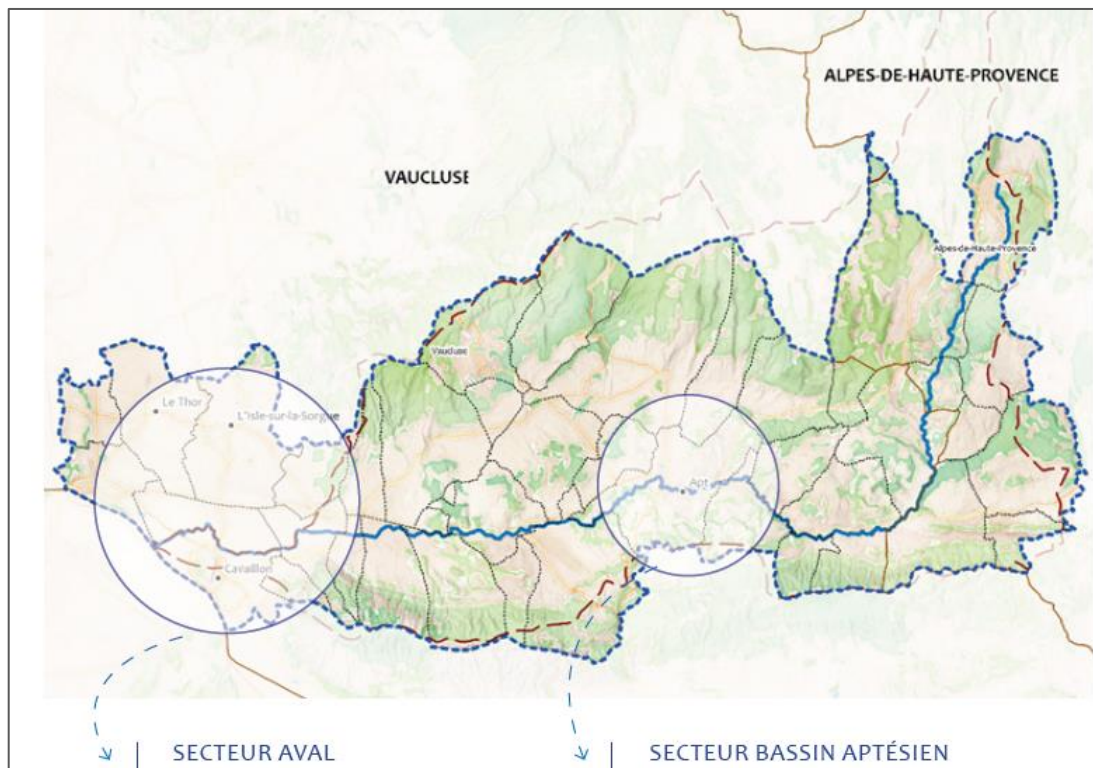 ALPES-DE-HAUTE-PROVENCE
VAUCLUSE
Alpes-de-Haute-Provence
Vaucluse
Le Thor
L'Isle-sur-la-Sorgue
Apt
Cavaillon
SECTEUR AVAL
SECTEUR BASSIN APTÉSIEN